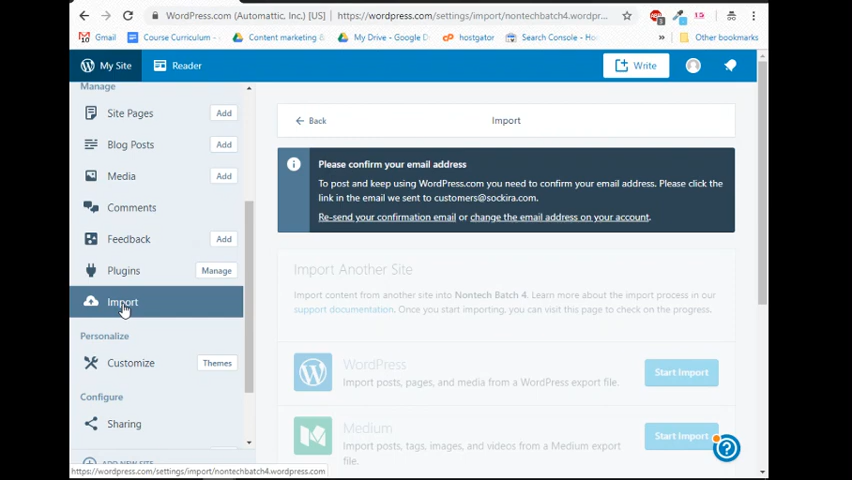 WordPress.com (Automattic, Inc.) [US] | https://wordpress.com/settings/import/nontechbatch4.wordpr...
Gmail Course Curriculum - Content marketing & My Drive - Google D hostgator Search Console - Hom » Other bookmarks
My Site Reader Write
Manage
Site Pages Add
Blog Posts Add
Media Add
Comments
Feedback Add
Plugins Manage
Import
Personalize
Customize Themes
Configure
Sharing
ADD NEW SITE
https://wordpress.com/settings/import/nontechbatch4.wordpress.com
Back Import
Please confirm your email address
To post and keep using WordPress.com you need to confirm your email address. Please click the
link in the email we sent to customers@sockira.com.
Re-send your confirmation email or change the email address on your account.
Import Another Site
Import content from another site into Nontech Batch 4. Learn more about the import process in our
support documentation. Once you start importing, you can visit this page to check on the progress.
WordPress
Import posts, pages, and media from a WordPress export file.
Start Import
Medium
Import posts, tags, images, and videos from a Medium export
file.
Start Import